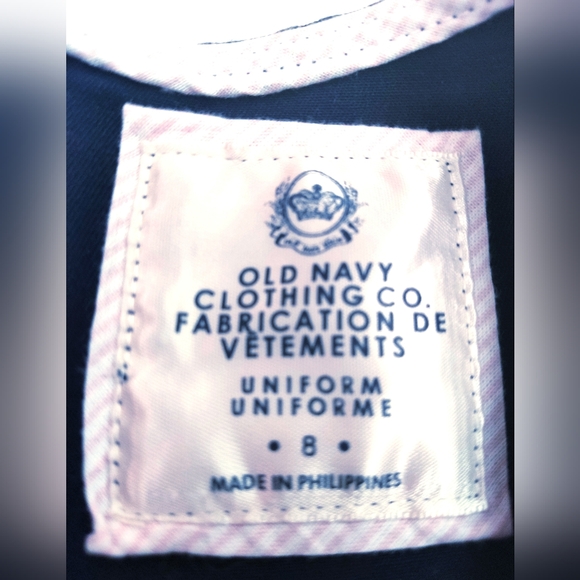 OLD NAVY
CLOTHING CO.
FABRICATION DE
VÊTEMENTS
UNIFORM
UNIFORME
• 8 •
MADE IN PHILIPPINES